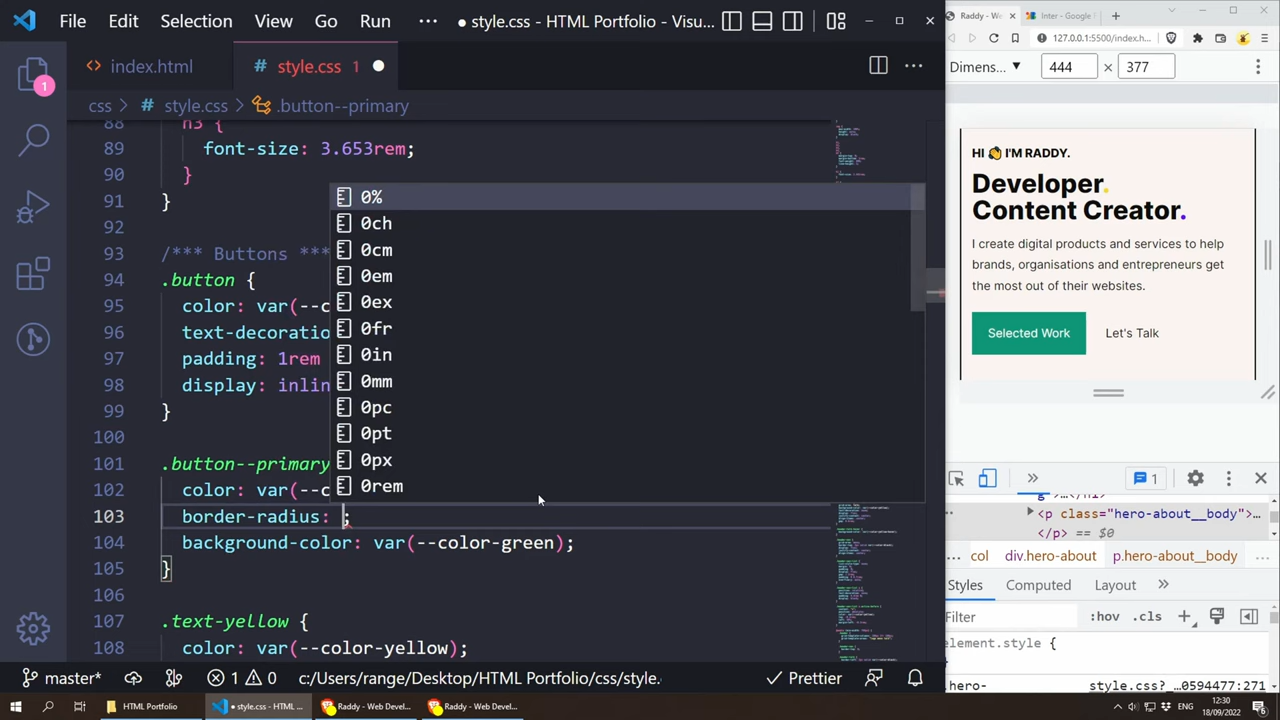 File Edit Selection View Go Run ··· ● style.css - HTML Portfolio - Visu...
index.html
# style.css 1
css > # style.css > .button--primary
88 h3 {
89 font-size: 3.653rem;
90 }
91 }
92
93 /*** Buttons **
94 .button {
95 color: var(--c
96 text-decoratio
97 padding: 1rem
98 display: inlin
99 }
100
101 .button--primary
102 color: var(--c
103 border-radius: ;
104 background-color: var(--color-green);
105 }
106
107 .text-yellow {
108 color: var(--color-yellow);
0%
0ch
0cm
0em
0ex
0fr
0in
0mm
0pc
0pt
0px
0rem
1
master* 1 0 c:/Users/range/Desktop/HTML Portfolio/css/style. Prettier
Raddy - We
Inter - Google F
127.0.0.1:5500/index.h...
Dimens... 444 × 377
HI 👋 I'M RADDY.
Developer.
Content Creator.
I create digital products and services to help
brands, organisations and entrepreneurs get
the most out of their websites.
Selected Work Let's Talk
1
<p class="hero-about__body">...
</p> == $0
... col div.hero-about p.hero-about__body
Styles Computed Layout
Filter :hov .cls
element.style {
.hero- style.css?_…0594477:271
HTML Portfolio
● style.css - HTML ...
Raddy - Web Devel...
Raddy - Web Devel...
ENG
12:30
18/09/2022